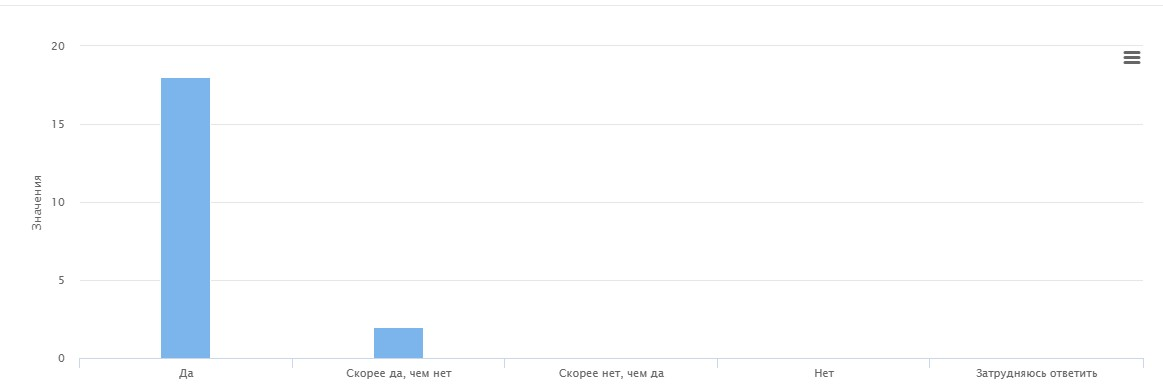 20
15
10
5
0
Значения
Да
Скорее да, чем нет
Скорее нет, чем да
Нет
Затрудняюсь ответить